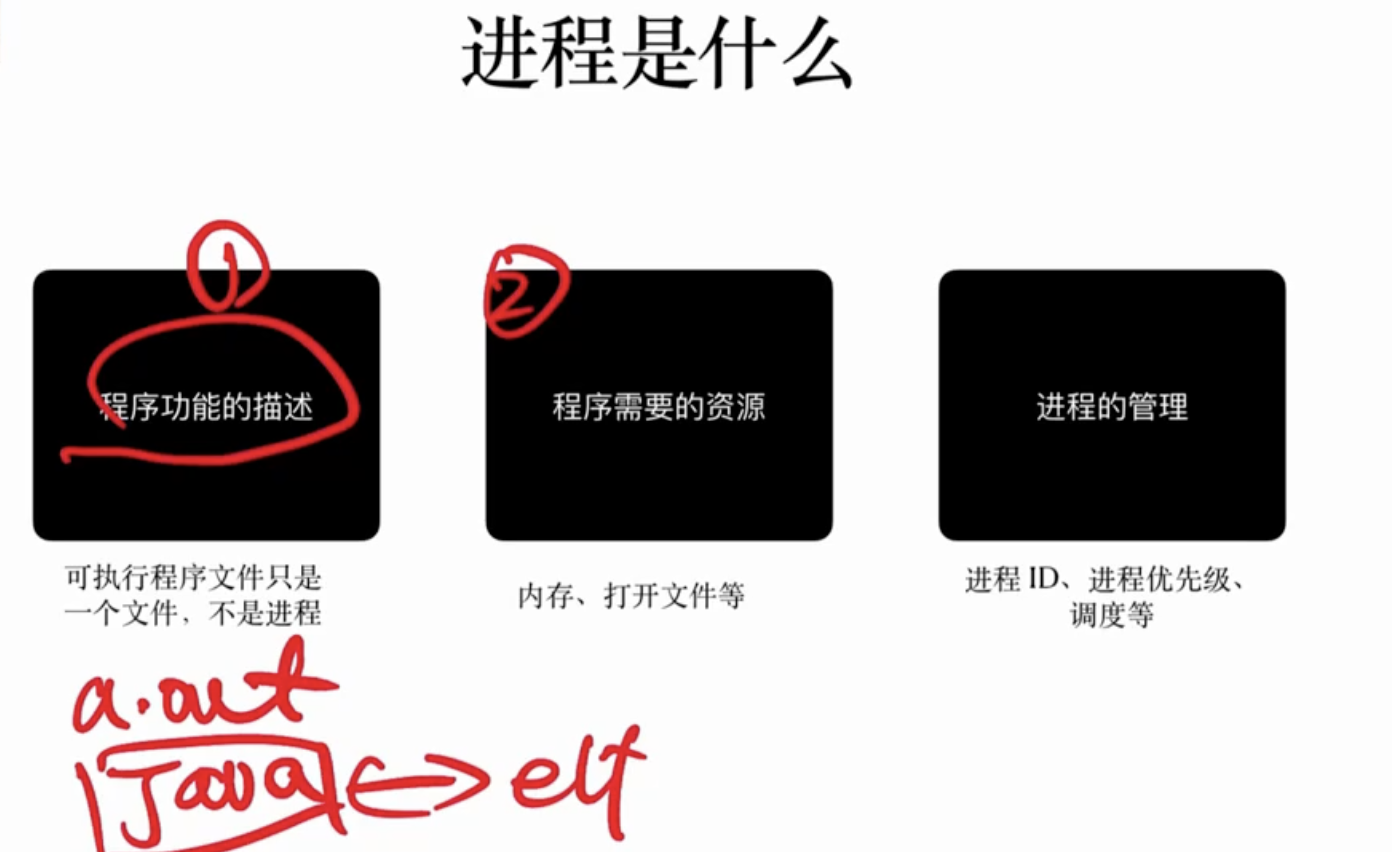 进程是什么
①
程序功能的描述
可执行程序文件只是
一个文件，不是进程
②
程序需要的资源
内存、打开文件等
进程的管理
进程 ID、进程优先级、
调度等
a.out
Java <-> elf